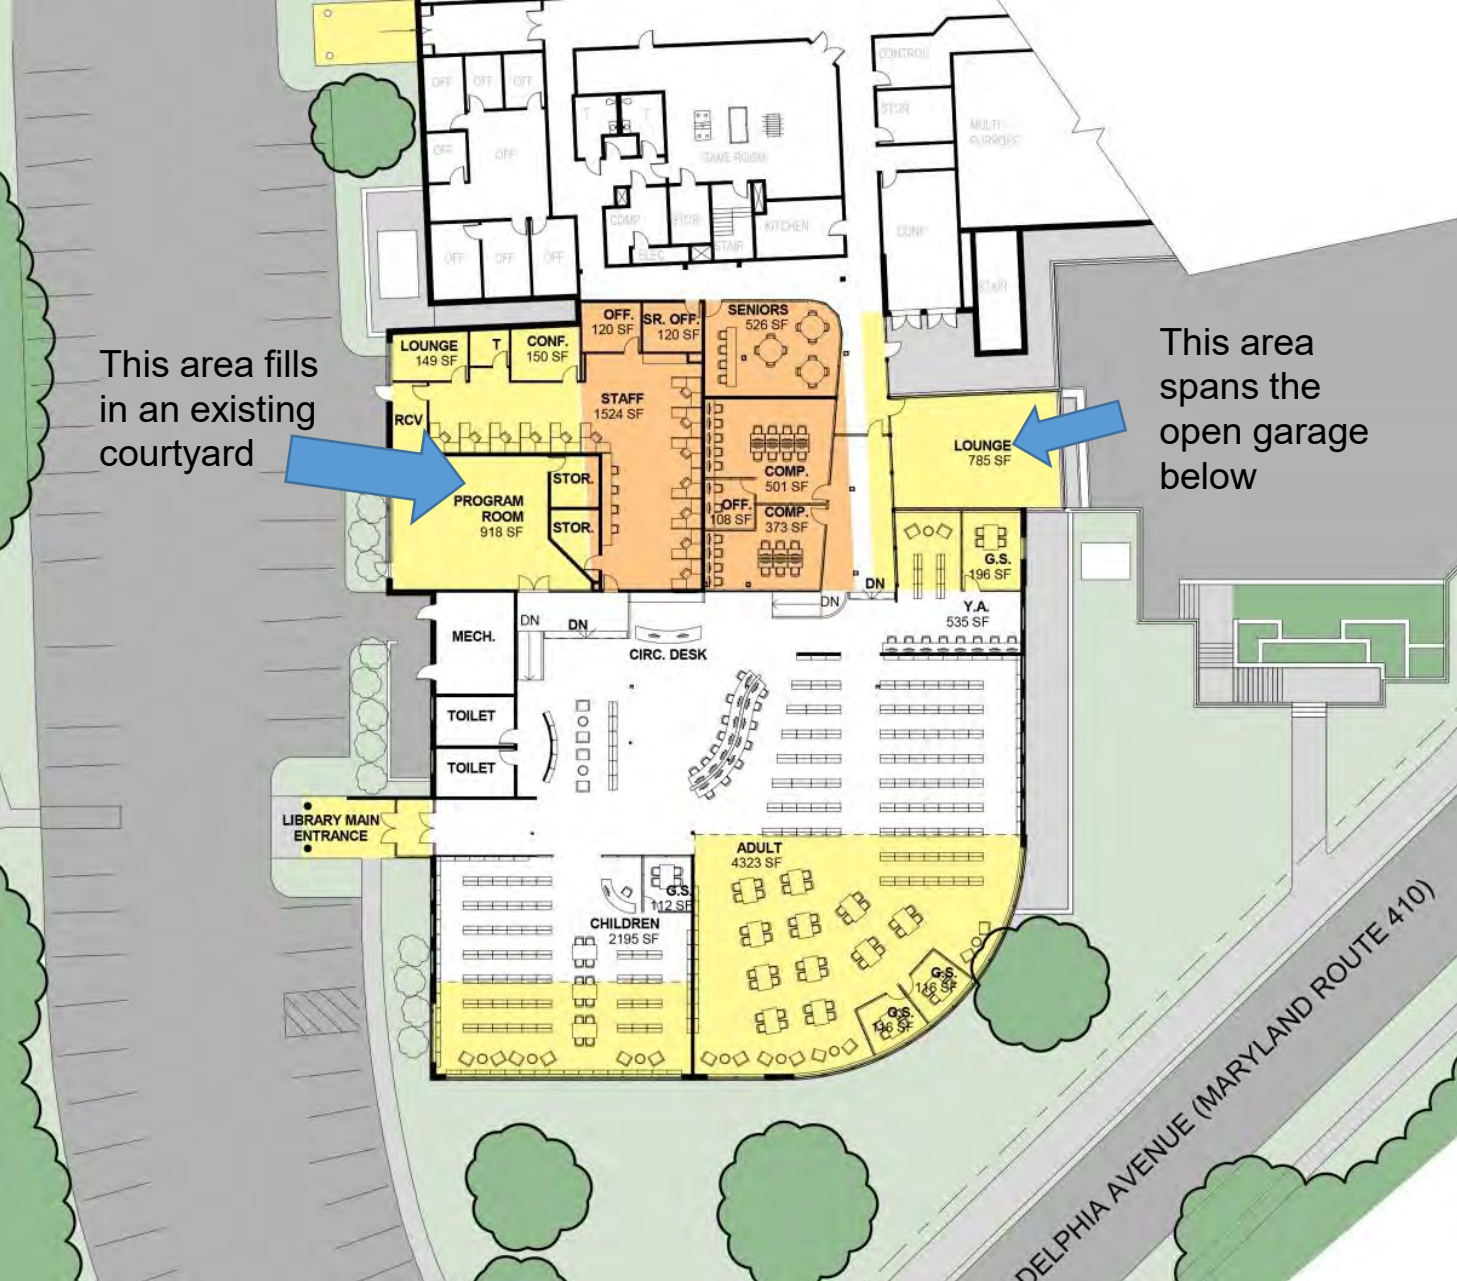 OFF
OFF
OFF
OFF
OFF
OFF
OFF
OFF
T
T
GAME ROOM
COMP
STOR
STAIR
ELEC
KITCHEN
CONTROL
STOR
MULTI
PURPOSE
CONF
STAIR
This area fills
in an existing
courtyard
This area
spans the
open garage
below
LOUNGE
149 SF
T
CONF.
150 SF
OFF.
120 SF
SR. OFF.
120 SF
SENIORS
526 SF
RCV
STAFF
1524 SF
COMP.
501 SF
LOUNGE
785 SF
PROGRAM
ROOM
918 SF
STOR.
STOR.
OFF.
108 SF
COMP.
373 SF
G.S.
196 SF
DN
DN
DN
DN
Y.A.
535 SF
MECH.
CIRC. DESK
TOILET
TOILET
LIBRARY MAIN
ENTRANCE
ADULT
4323 SF
G.S.
112 SF
CHILDREN
2195 SF
G.S.
116 SF
G.S.
116 SF
DELPHIA AVENUE (MARYLAND ROUTE 410)